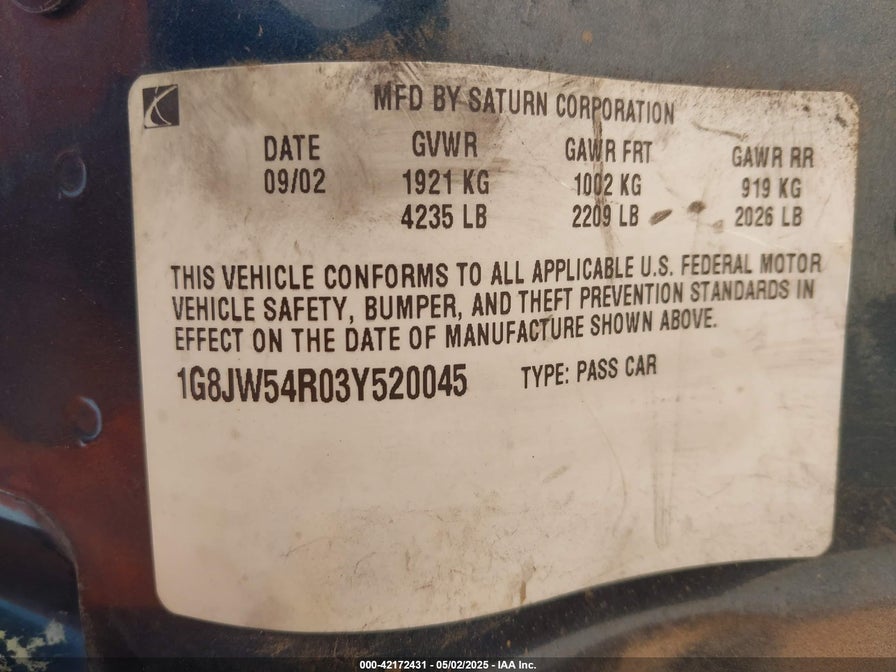 MFD BY SATURN CORPORATION
DATE GVWR GAWR FRT GAWR RR
09/02 1921 KG 1002 KG 919 KG
4235 LB 2209 LB 2026 LB
THIS VEHICLE CONFORMS TO ALL APPLICABLE U.S. FEDERAL MOTOR
VEHICLE SAFETY, BUMPER, AND THEFT PREVENTION STANDARDS IN
EFFECT ON THE DATE OF MANUFACTURE SHOWN ABOVE.
1G8JW54R03Y520045 TYPE: PASS CAR
000-42172431 - 05/02/2025 - IAA Inc.